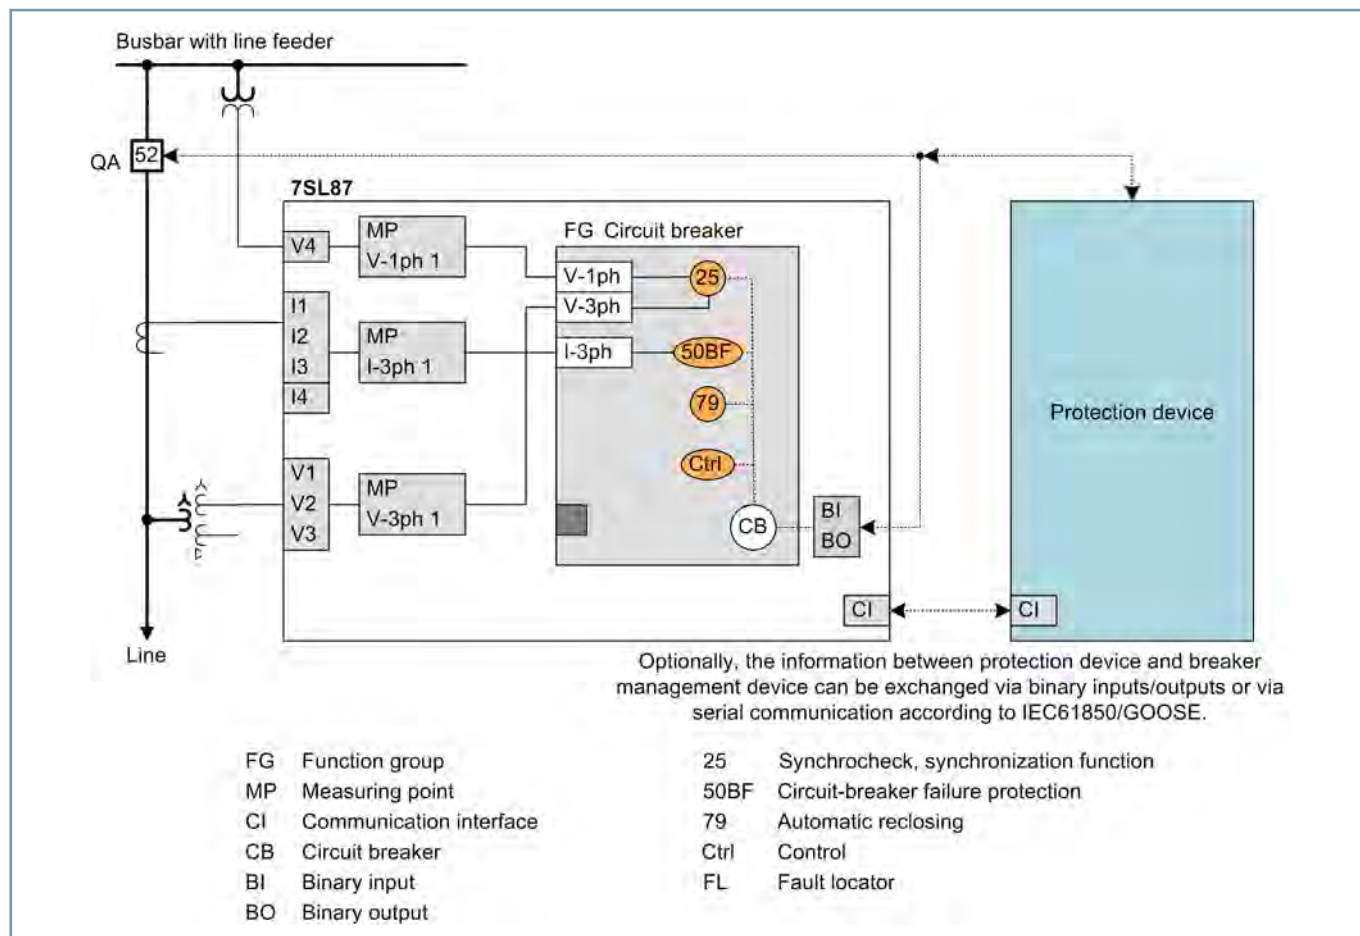 Busbar with line feeder
QA
52
7SL87
V4
MP
V-1ph 1
FG Circuit breaker
V-1ph
25
V-3ph
I1
I2
I3
I4
MP
I-3ph 1
I-3ph
50BF
79
Ctrl
Protection device
V1
V2
V3
MP
V-3ph 1
CB
BI
BO
CI
CI
Line
Optionally, the information between protection device and breaker
management device can be exchanged via binary inputs/outputs or via
serial communication according to IEC61850/GOOSE.
FG Function group
MP Measuring point
CI Communication interface
CB Circuit breaker
BI Binary input
BO Binary output
25 Synchrocheck, synchronization function
50BF Circuit-breaker failure protection
79 Automatic reclosing
Ctrl Control
FL Fault locator